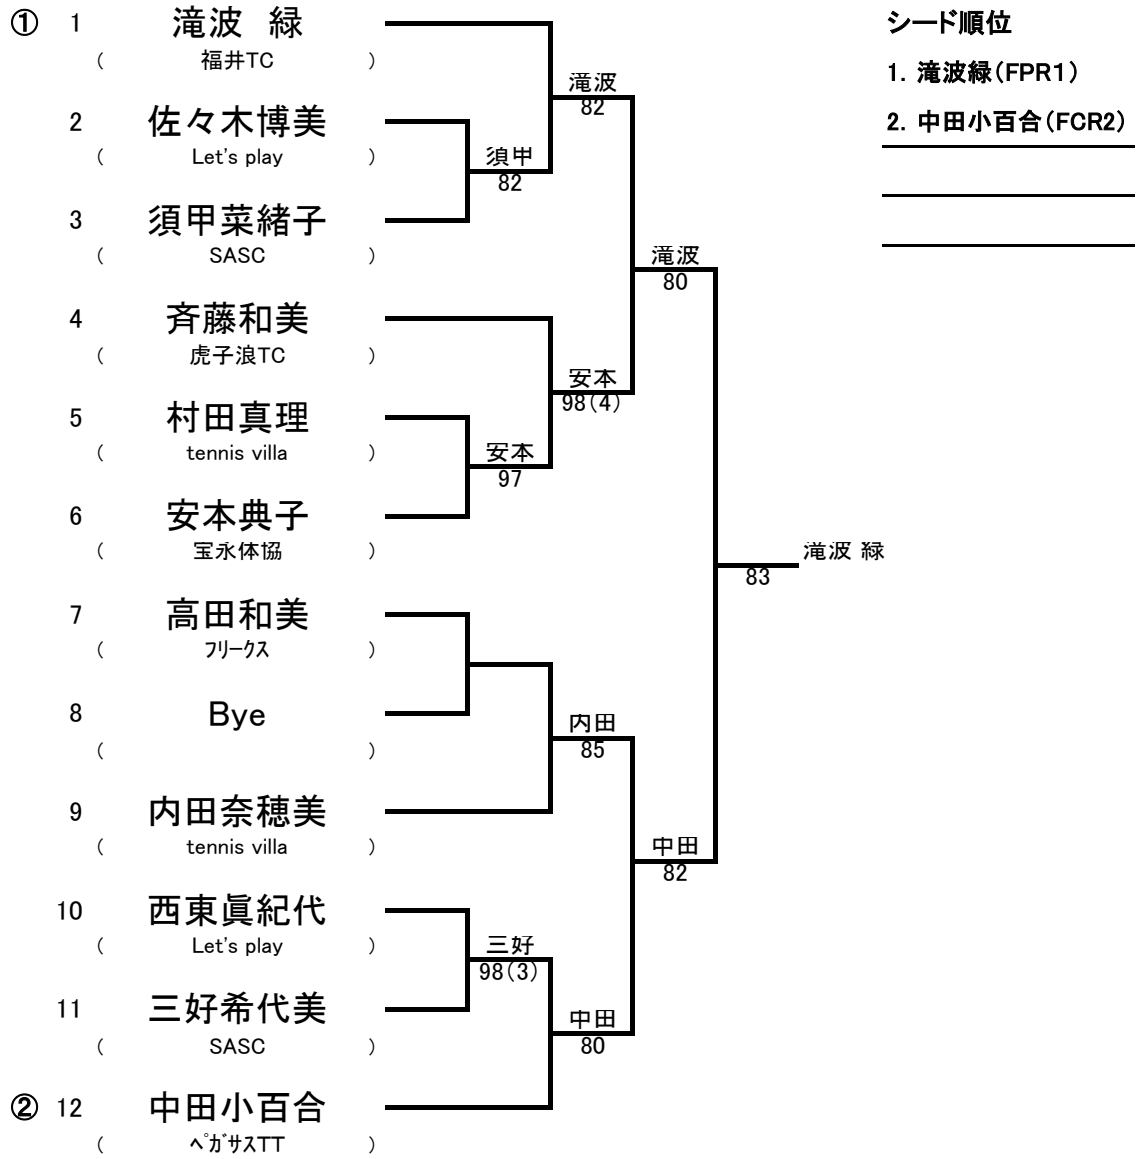 ① 1 滝波 緑
( 福井TC )
2 佐々木博美
( Let's play )
3 須甲菜緒子
( SASC )
4 斉藤和美
( 虎子浪TC )
5 村田真理
( tennis villa )
6 安本典子
( 宝永体協 )
7 高田和美
( ﾌﾘｰｸｽ )
8 Bye
( )
9 内田奈穂美
( tennis villa )
10 西東眞紀代
( Let's play )
11 三好希代美
( SASC )
② 12 中田小百合
( ﾍﾟｶﾞｻｽTT )
須甲
82
安本
97
三好
98(3)
滝波
82
安本
98(4)
内田
85
中田
80
滝波
80
中田
82
滝波 緑
83
シード順位
1. 滝波緑(FPR1)
2. 中田小百合(FCR2)